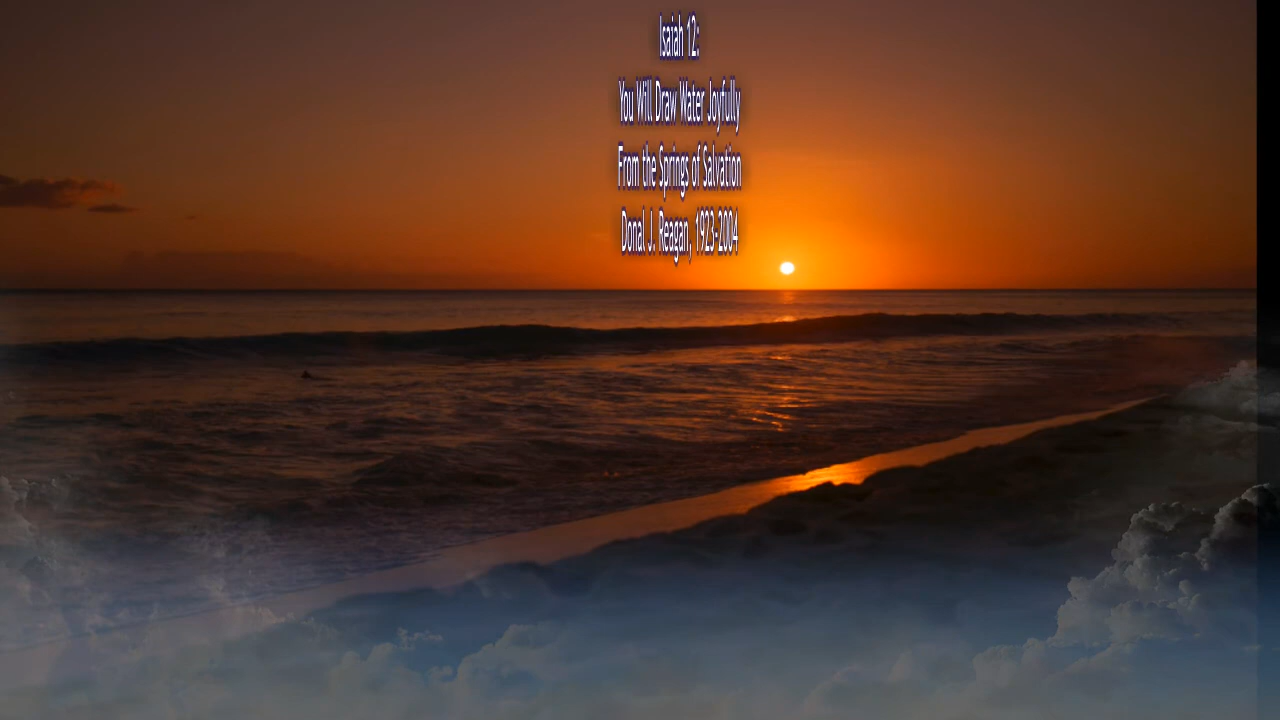 Isaiah 12:
You Will Draw Water Joyfully
From the Springs of Salvation
Donal J. Reagan, 1923-2004